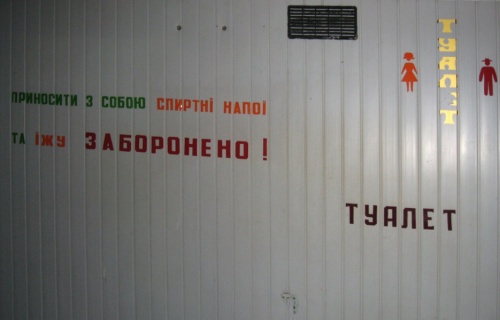 ПРИНОСИТИ З СОБОЮ СПИРТНІ НАПОЇ
ТА ЇЖУ ЗАБОРОНЕНО!
ТУАЛЕТ
ТУАЛЕТ